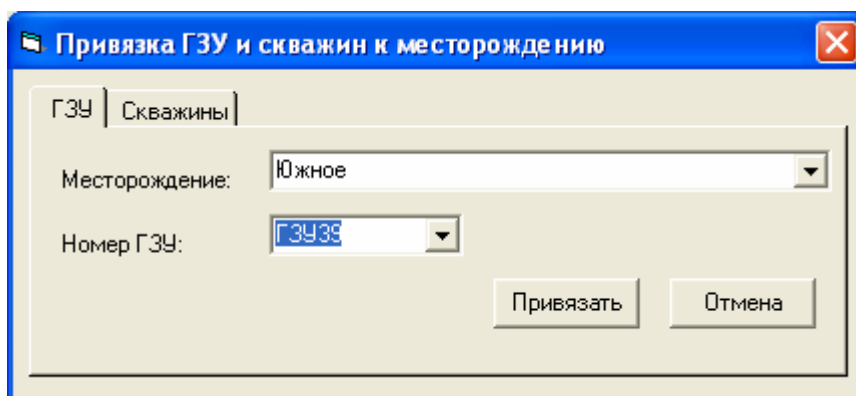 Привязка ГЗУ и скважин к месторождению
ГЗУ Скважины
Месторождение: Южное
Номер ГЗУ: ГЗУ39
Привязать Отмена